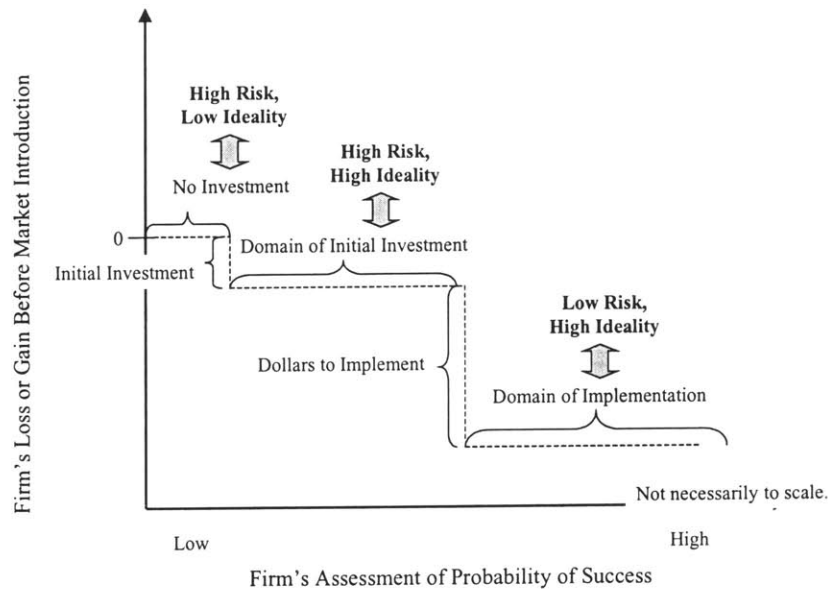 High Risk,
Low Ideality
High Risk,
High Ideality
No Investment
0
Domain of Initial Investment
Initial Investment
Low Risk,
High Ideality
Dollars to Implement
Domain of Implementation
Not necessarily to scale.
Low
High
Firm's Assessment of Probability of Success
Firm's Loss or Gain Before Market Introduction